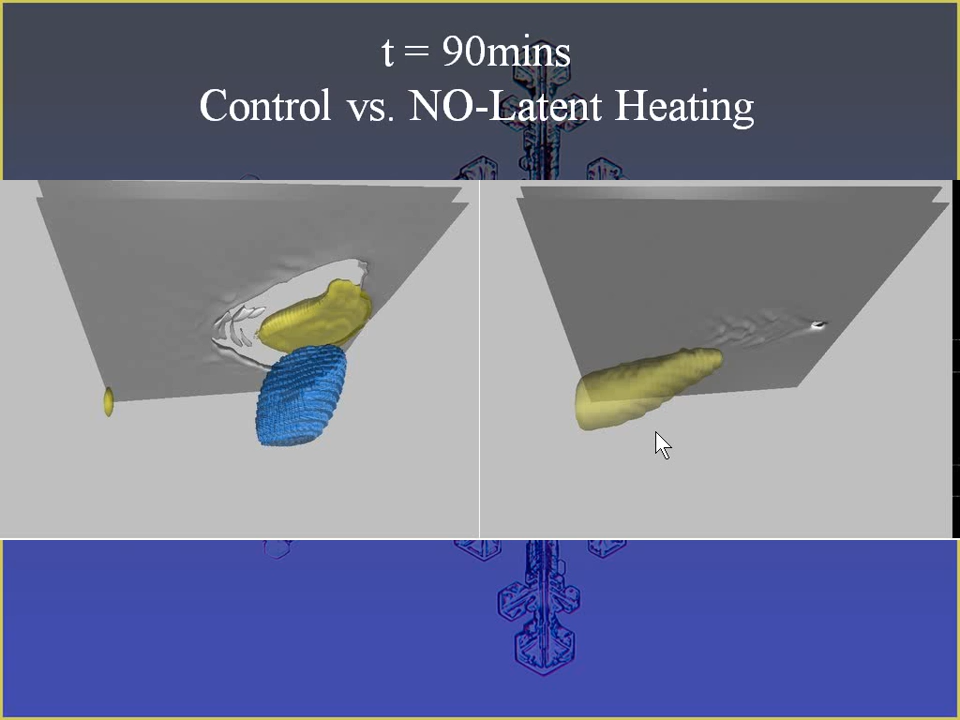 t = 90mins
Control vs. NO-Latent Heating